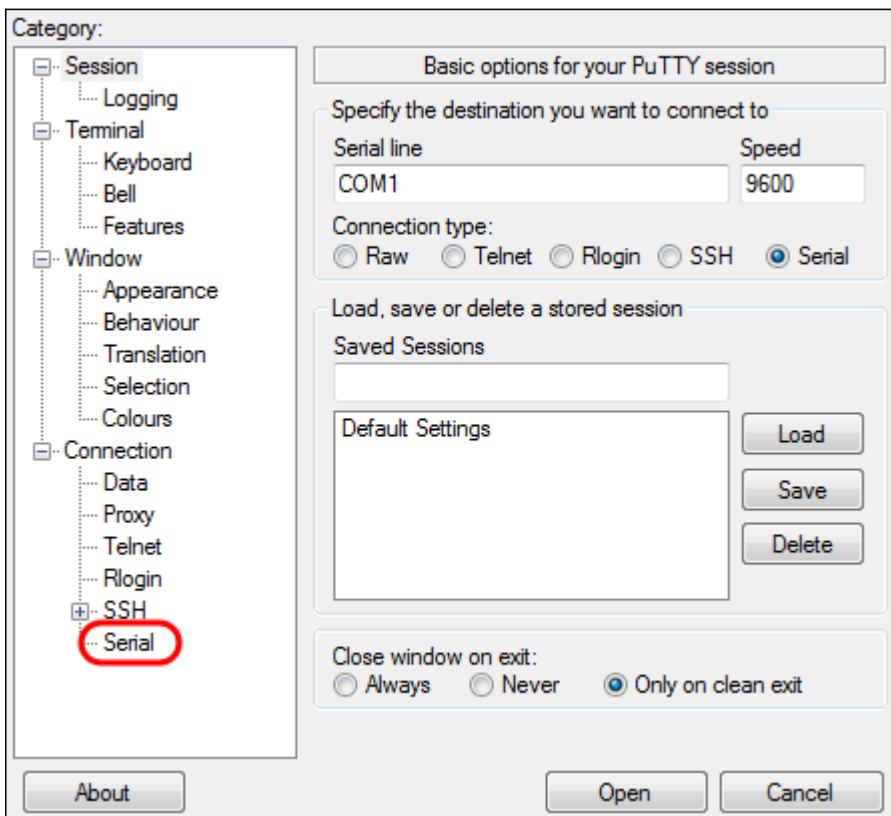 Category:
Session
Logging
Terminal
Keyboard
Bell
Features
Window
Appearance
Behaviour
Translation
Selection
Colours
Connection
Data
Proxy
Telnet
Rlogin
SSH
Serial
Basic options for your PuTTY session
Specify the destination you want to connect to
Serial line Speed
COM1 9600
Connection type:
Raw Telnet Rlogin SSH Serial
Load, save or delete a stored session
Saved Sessions
Default Settings
Load
Save
Delete
Close window on exit:
Always Never Only on clean exit
About Open Cancel